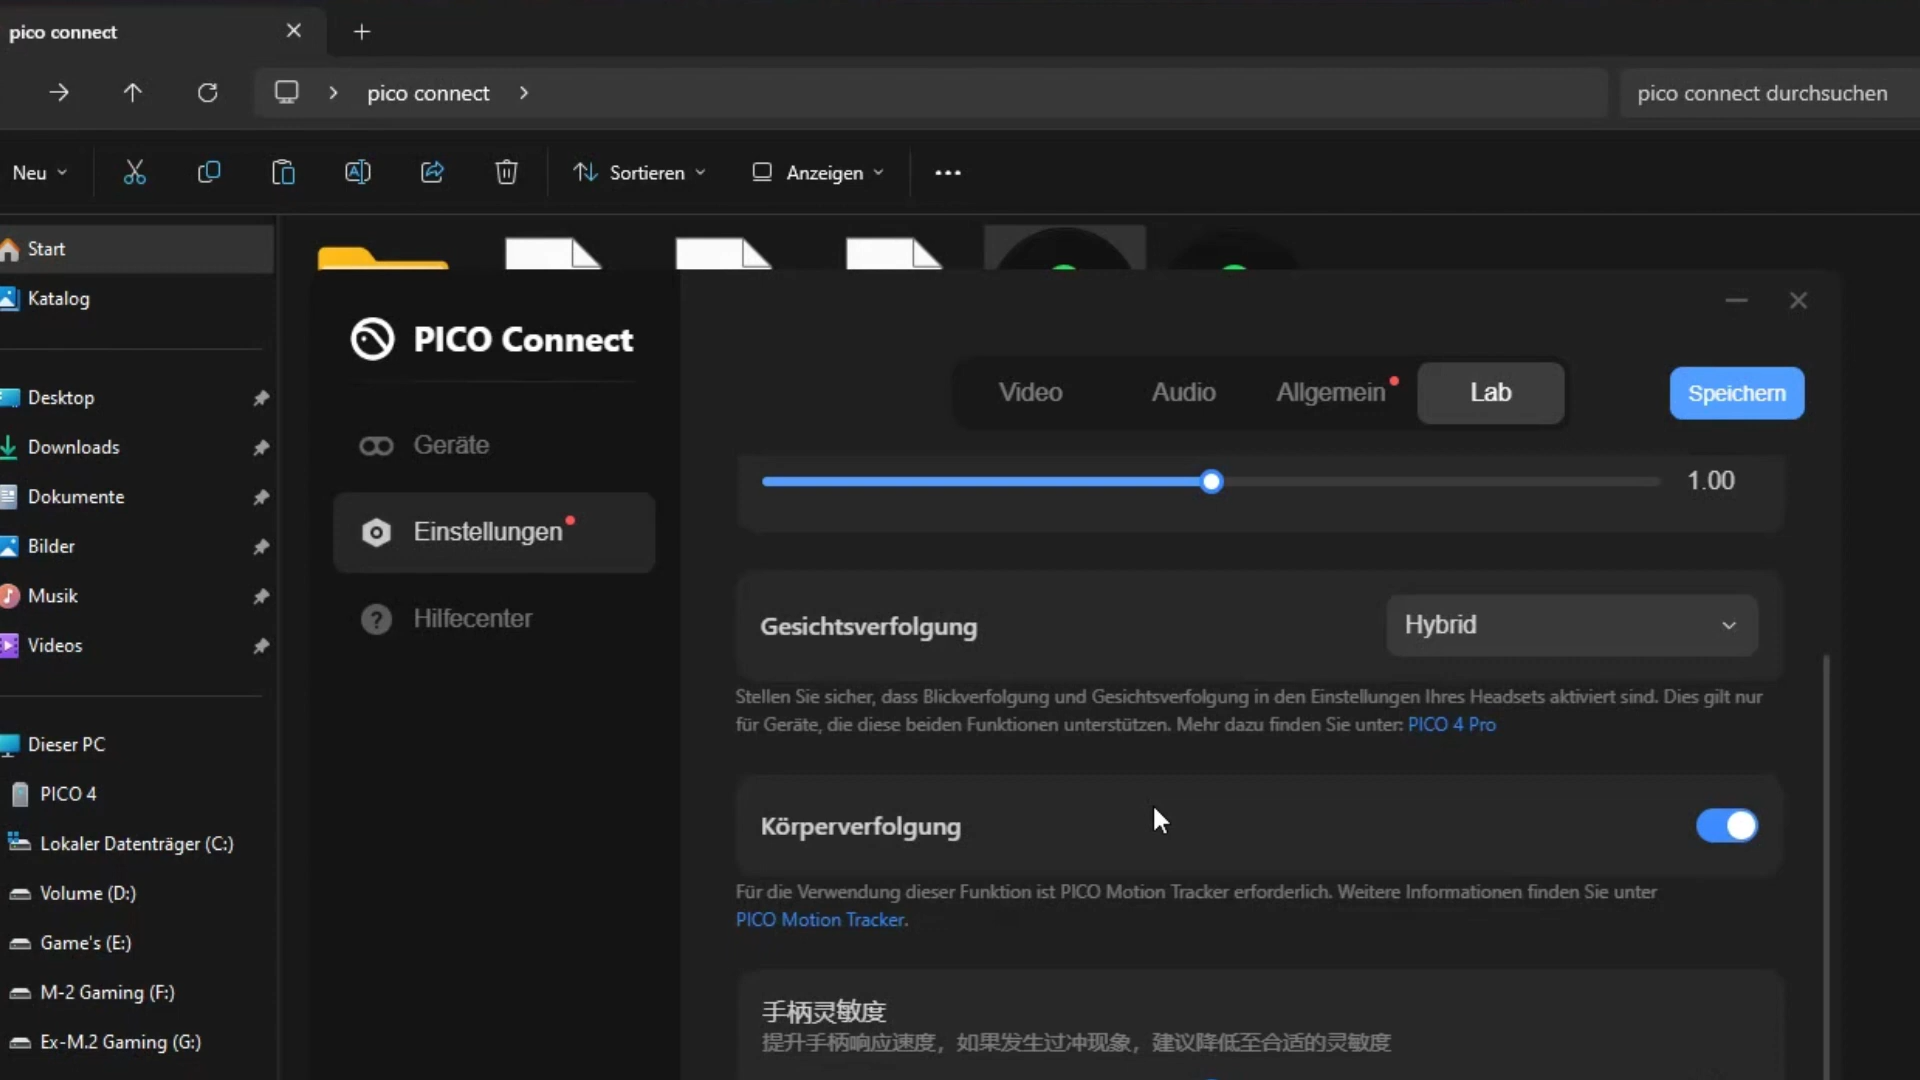 pico connect
pico connect
pico connect durchsuchen
Neu
Sortieren
Anzeigen
Start
Katalog
Desktop
Downloads
Dokumente
Bilder
Musik
Videos
Dieser PC
PICO 4
Lokaler Datenträger (C:)
Volume (D:)
Game's (E:)
M-2 Gaming (F:)
Ex-M.2 Gaming (G:)
PICO Connect
Geräte
Einstellungen
Hilfecenter
Video
Audio
Allgemein
Lab
Speichern
1.00
Gesichtsverfolgung
Hybrid
Stellen Sie sicher, dass Blickverfolgung und Gesichtsverfolgung in den Einstellungen Ihres Headsets aktiviert sind. Dies gilt nur
für Geräte, die diese beiden Funktionen unterstützen. Mehr dazu finden Sie unter: PICO 4 Pro
Körperverfolgung
Für die Verwendung dieser Funktion ist PICO Motion Tracker erforderlich. Weitere Informationen finden Sie unter
PICO Motion Tracker.
手柄灵敏度
提升手柄响应速度，如果发生过冲现象，建议降低至合适的灵敏度